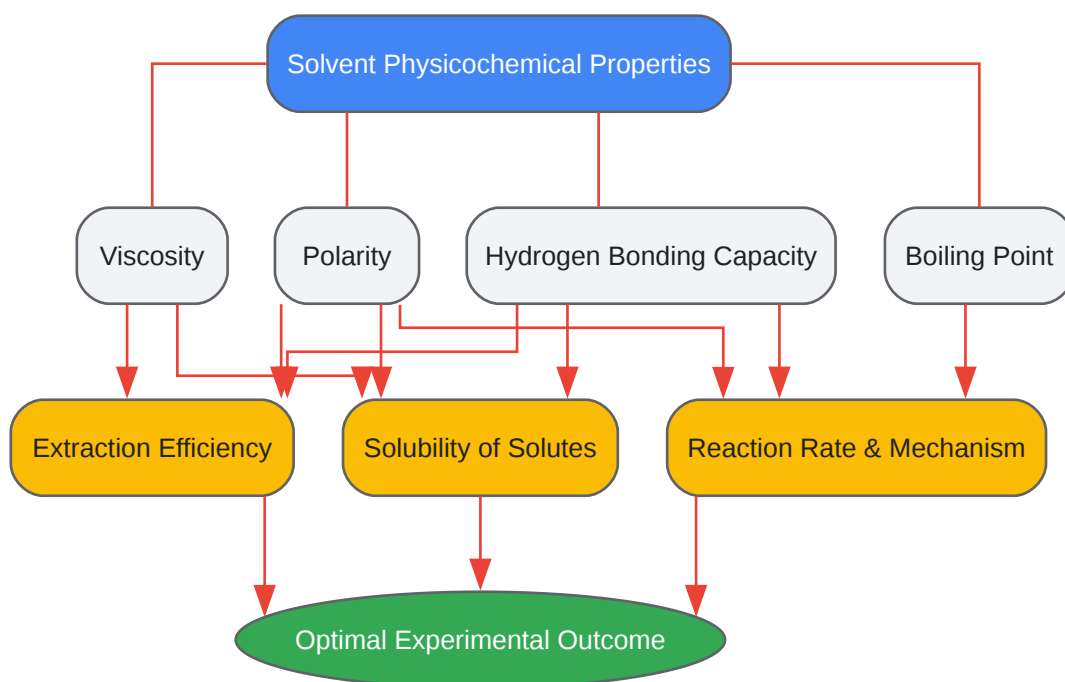 Solvent Physicochemical Properties
Viscosity
Polarity
Hydrogen Bonding Capacity
Boiling Point
Extraction Efficiency
Solubility of Solutes
Reaction Rate & Mechanism
Optimal Experimental Outcome